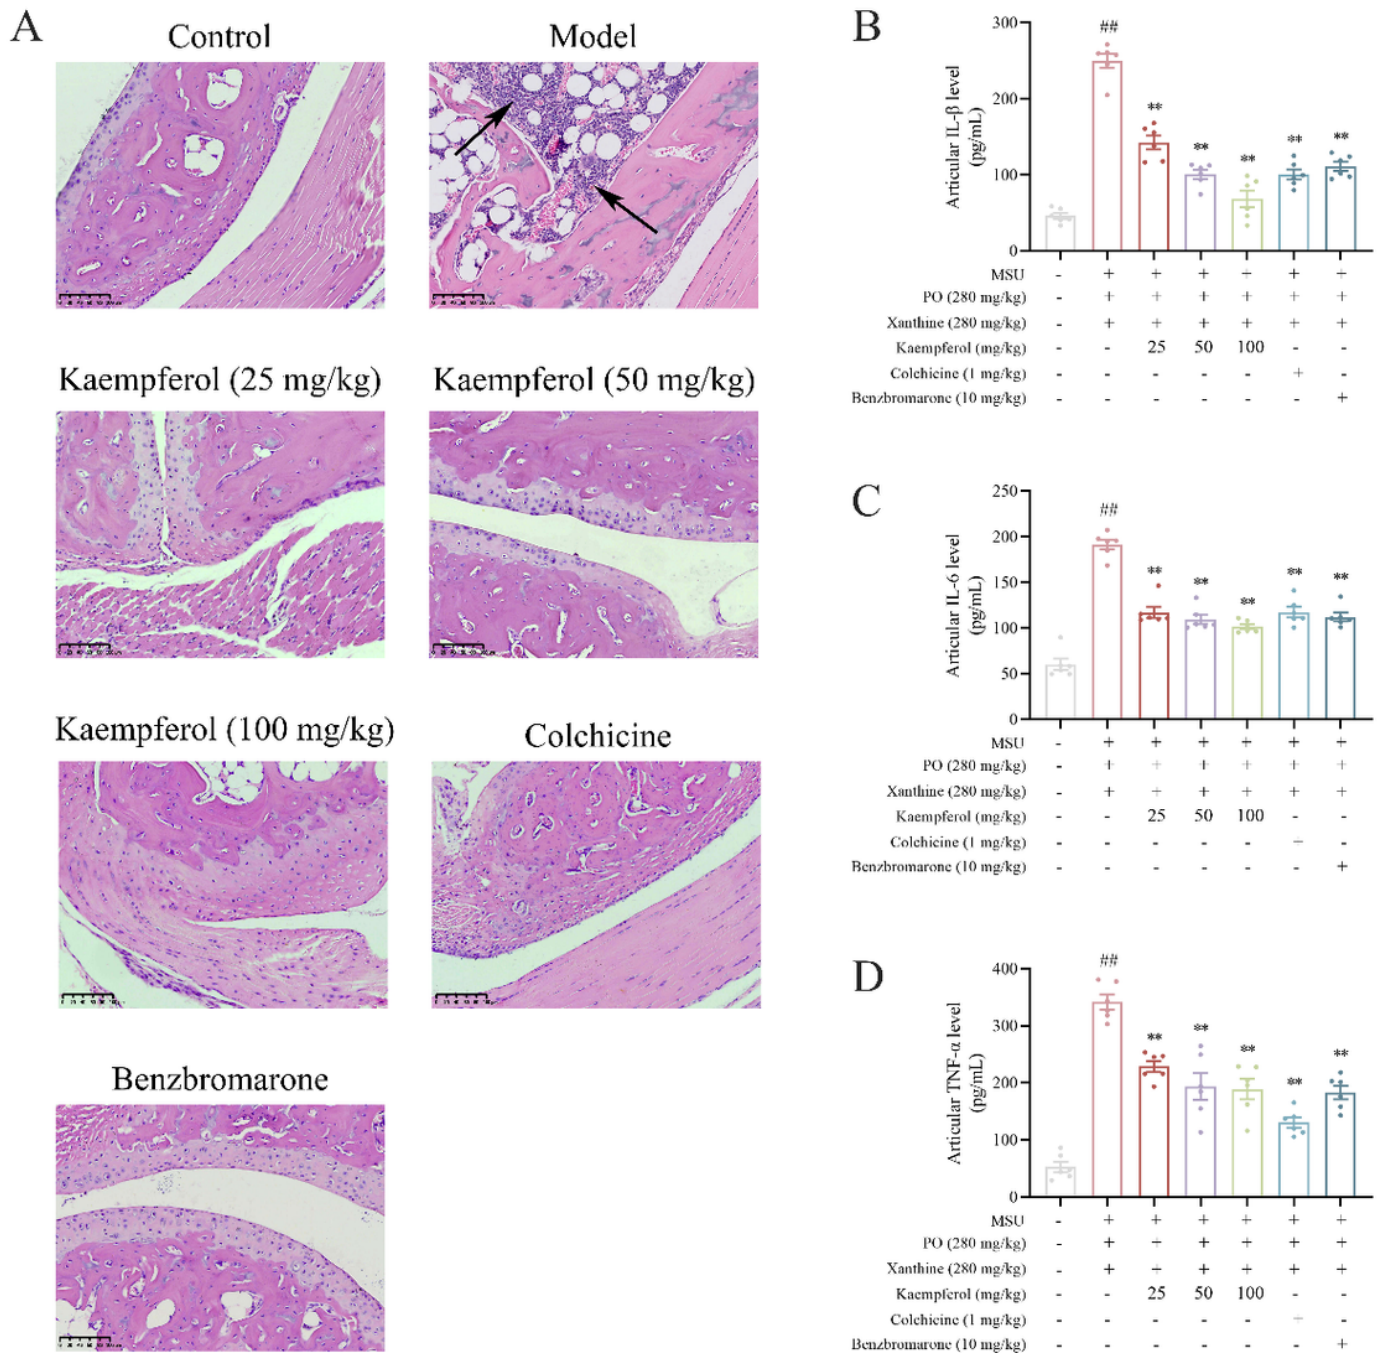 A
Control
Model
Kaempferol (25 mg/kg)
Kaempferol (50 mg/kg)
Kaempferol (100 mg/kg)
Colchicine
Benzbromarone
B
Articular IL-β level
(pg/mL)
300
200
100
0
##
**
**
**
**
**
MSU - + + + + + +
PO (280 mg/kg) - + + + + + +
Xanthine (280 mg/kg) - + + + + + +
Kaempferol (mg/kg) - - 25 50 100 - -
Colchicine (1 mg/kg) - - - - - + -
Benzbromarone (10 mg/kg) - - - - - - +
C
Articular IL-6 level
(pg/mL)
250
200
150
100
50
0
##
**
**
**
**
**
MSU - + + + + + +
PO (280 mg/kg) - + + + + + +
Xanthine (280 mg/kg) - + + + + + +
Kaempferol (mg/kg) - - 25 50 100 - -
Colchicine (1 mg/kg) - - - - - + -
Benzbromarone (10 mg/kg) - - - - - - +
D
Articular TNF-α level
(pg/mL)
400
300
200
100
0
##
**
**
**
**
**
MSU - + + + + + +
PO (280 mg/kg) - + + + + + +
Xanthine (280 mg/kg) - + + + + + +
Kaempferol (mg/kg) - - 25 50 100 - -
Colchicine (1 mg/kg) - - - - - + -
Benzbromarone (10 mg/kg) - - - - - - +